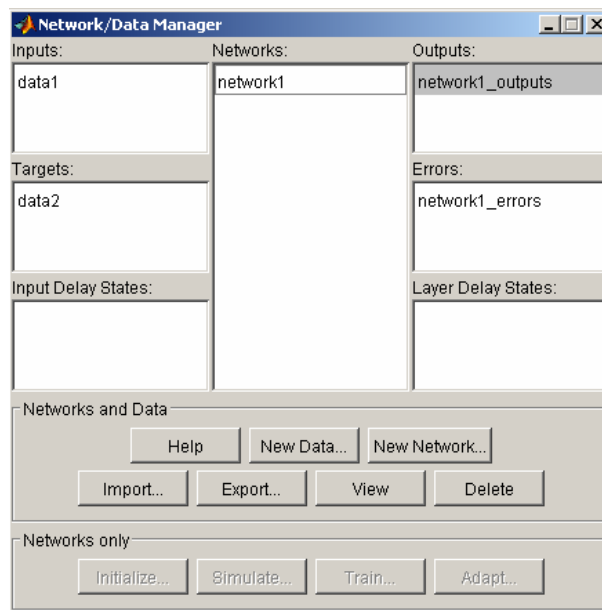 Network/Data Manager
Inputs: Networks: Outputs:
data1 network1 network1_outputs
Targets: Errors:
data2 network1_errors
Input Delay States: Layer Delay States:
Networks and Data
Help New Data... New Network...
Import... Export... View Delete
Networks only
Initialize... Simulate... Train... Adapt...